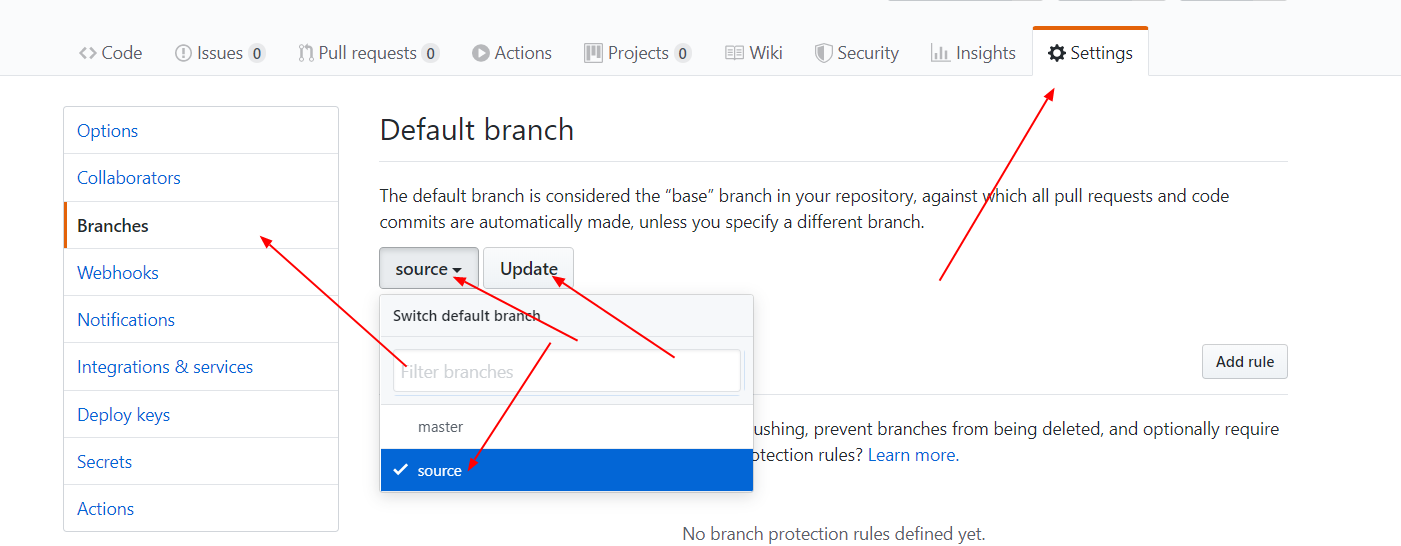 Code Issues 0 Pull requests 0 Actions Projects 0 Wiki Security Insights Settings
Options
Collaborators
Branches
Webhooks
Notifications
Integrations & services
Deploy keys
Secrets
Actions
Default branch
The default branch is considered the “base” branch in your repository, against which all pull requests and code
commits are automatically made, unless you specify a different branch.
source Update
Switch default branch
Filter branches
master
source
Add rule
ushing, prevent branches from being deleted, and optionally require
otection rules? Learn more.
No branch protection rules defined yet.